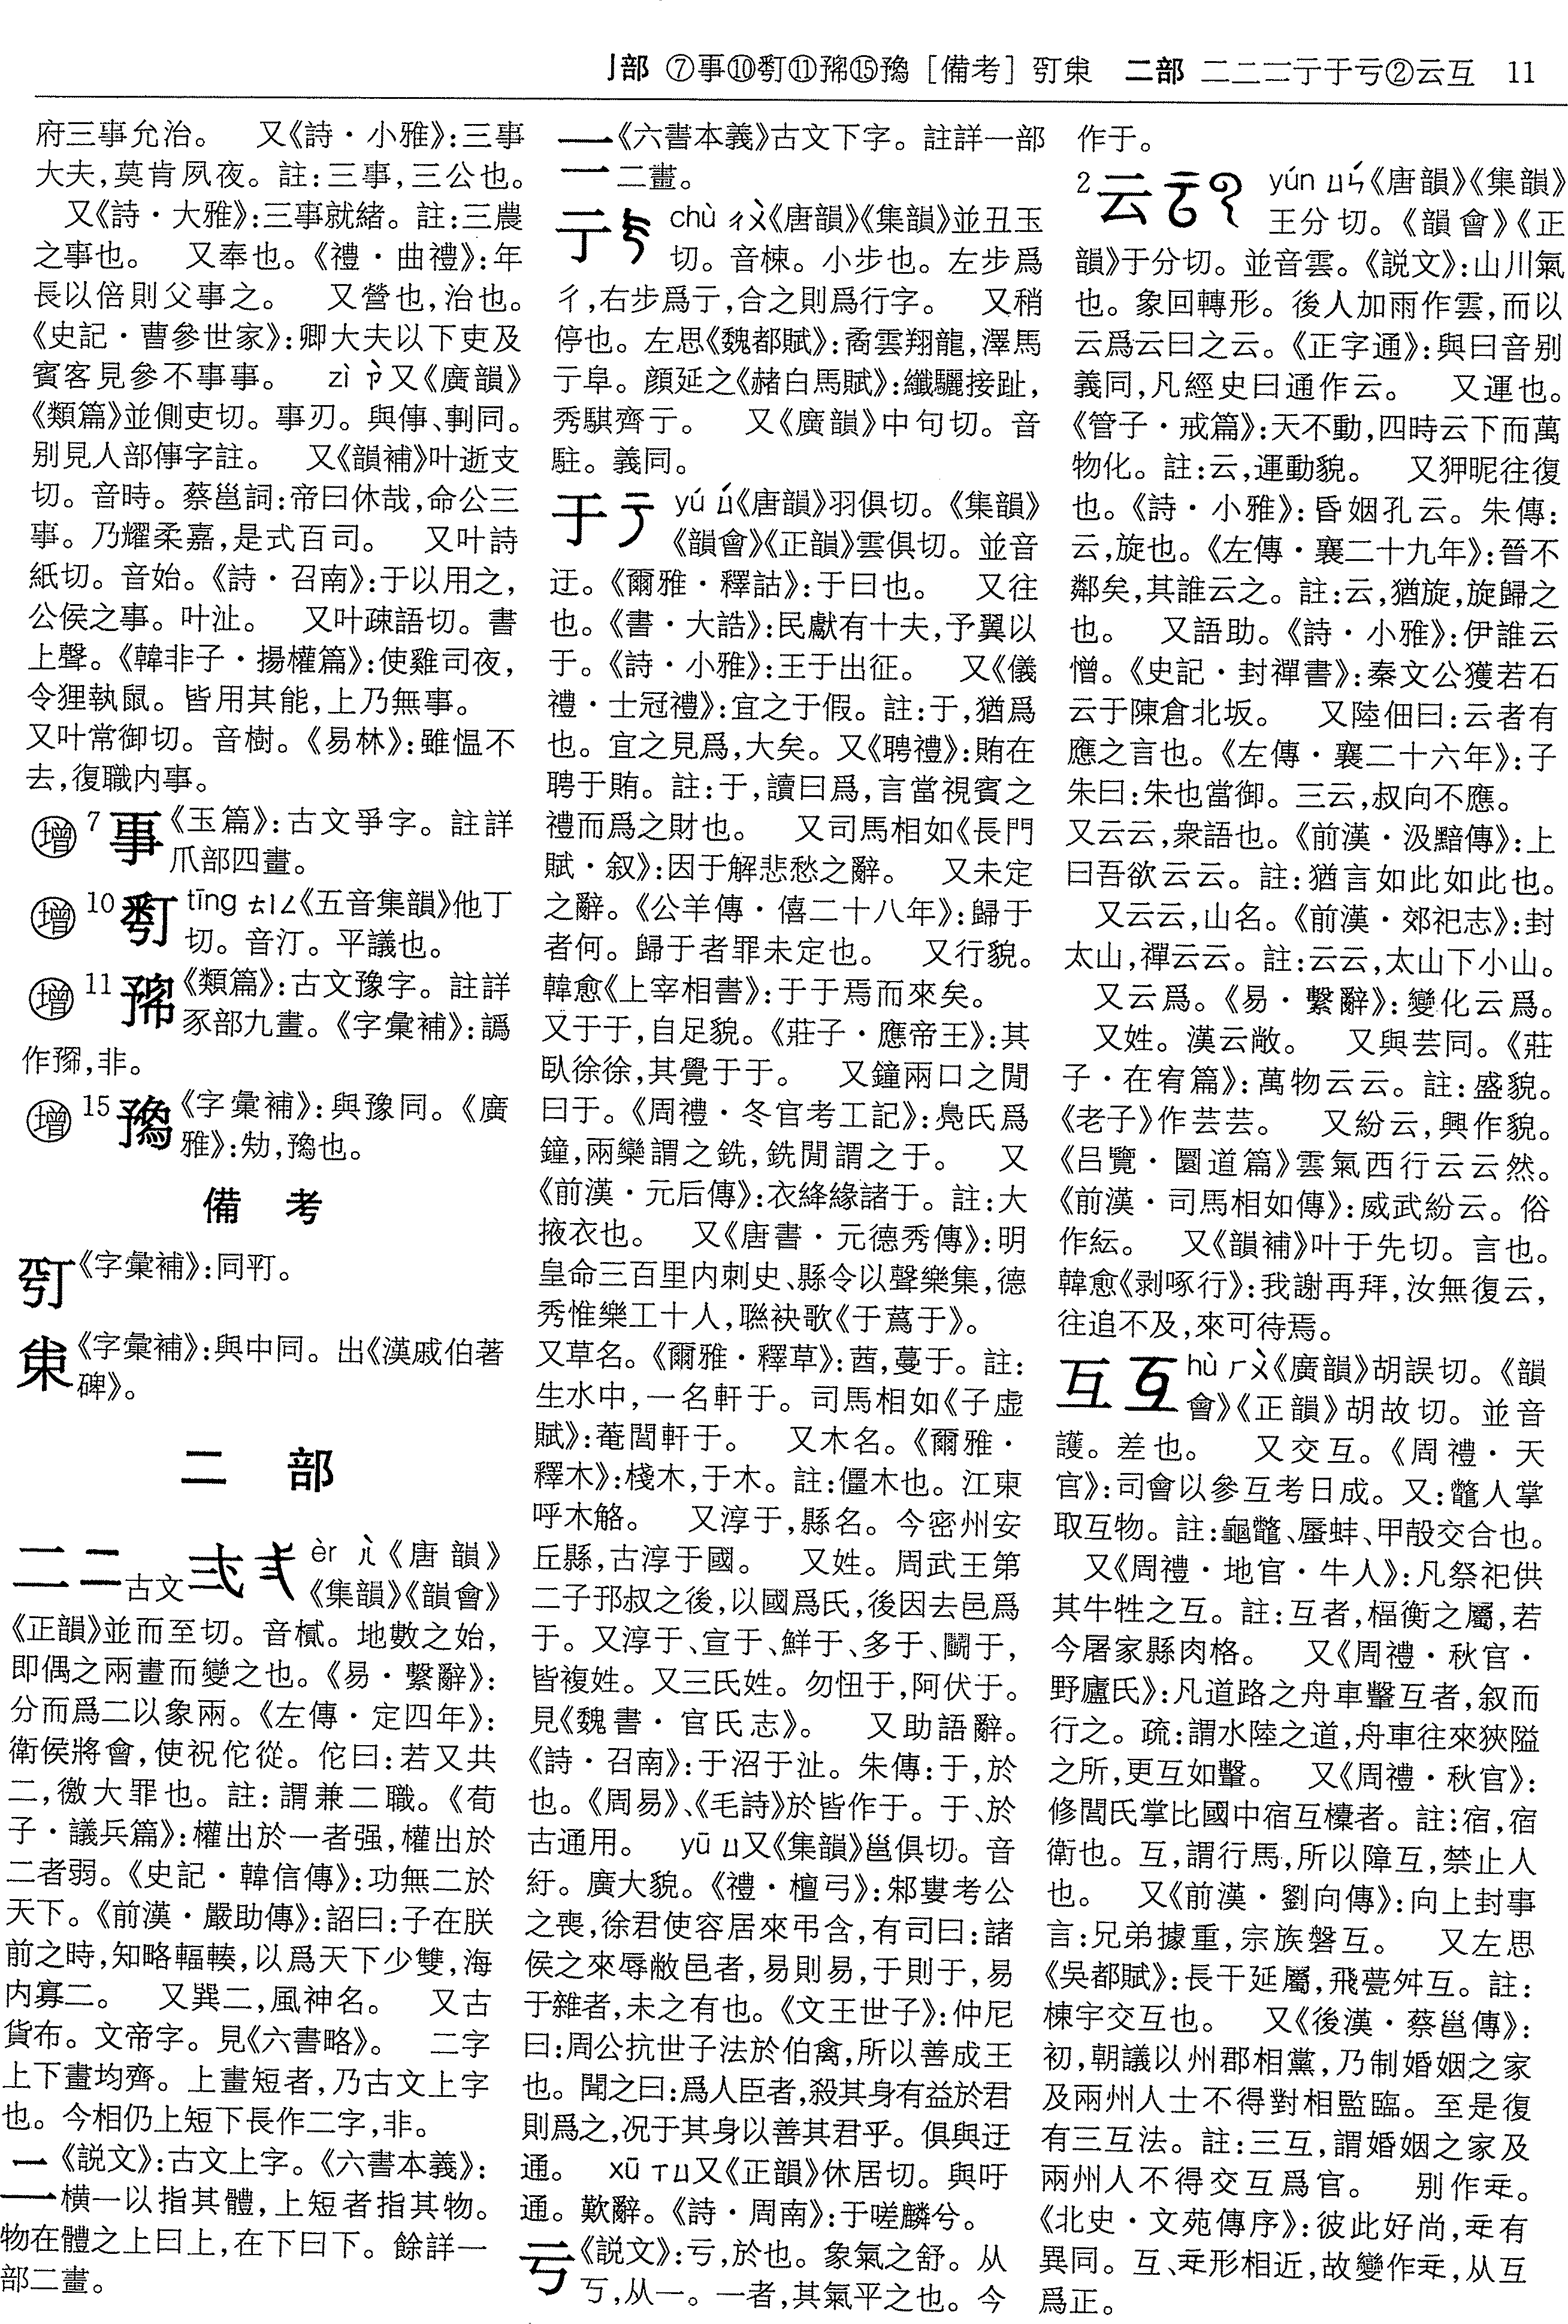 亅部 ⑦事⑩⑪⑮ [備考] 二部 二亍于亏②云互 11
府三事允治。 又《詩·小雅》:三事
大夫,莫肯夙夜。註:三事,三公也。
又《詩·大雅》:三事就緒。註:三農
之事也。 又奉也。《禮·曲禮》:年
長以倍則父事之。 又營也,治也。
《史記·曹參世家》:卿大夫以下吏及
賓客見參不事事。 zì ㄗˋ又《廣韻》
《類篇》並側吏切。事刃。與傳、剚同。
别見人部傳字註。 又《韻補》叶逝支
切。音時。蔡邕詞:帝曰休哉,命公三
事。乃耀柔嘉,是式百司。 又叶詩
紙切。音始。《詩·召南》:于以用之,
公侯之事。叶沚。 又叶疎語切。書
上聲。《韓非子·揚權篇》:使雞司夜,
令狸執鼠。皆用其能,上乃無事。
又叶常御切。音樹。《易林》:雖愠不
去,復職内事。
增 7 《玉篇》:古文爭字。註詳
爪部四畫。
增 10 tīng ㄊㄧㄥ《五音集韻》他丁
切。音汀。平議也。
增 11 《類篇》:古文豫字。註詳
豕部九畫。《字彙補》:譌
作,非。
增 15 《字彙補》:與豫同。《廣
雅》:勨,也。
備 考
《字彙補》:同。
《字彙補》:與中同。出《漢戚伯著
碑》。
二 部
二 古文弍 èr ㄦˋ《唐韻》
《集韻》《韻會》
《正韻》並而至切。音樲。地數之始,
即偶之兩畫而變之也。《易·繫辭》:
分而爲二以象兩。《左傳·定四年》:
衛侯將會,使祝佗從。佗曰:若又共
二,徼大罪也。註:謂兼二職。《荀
子·議兵篇》:權出於一者强,權出於
二者弱。《史記·韓信傳》:功無二於
天下。《前漢·嚴助傳》:詔曰:子在朕
前之時,知略輻輳,以爲天下少雙,海
内寡二。 又巽二,風神名。 又古
貨布。文帝字。見《六書略》。 二字
上下畫均齊。上畫短者,乃古文上字
也。今相仍上短下長作二字,非。
二《説文》:古文上字。《六書本義》:
横一以指其體,上短者指其物。
物在體之上曰上,在下曰下。餘詳一
部二畫。
《六書本義》古文下字。註詳一部
二畫。
亍 chù ㄔㄨˋ《唐韻》《集韻》並丑玉
切。音楝。小步也。左步爲
彳,右步爲亍,合之則爲行字。 又稍
停也。左思《魏都賦》:矞雲翔龍,澤馬
亍阜。顔延之《赭白馬賦》:纖驪接趾,
秀騏齊亍。 又《廣韻》中句切。音
駐。義同。
于 yú ㄩˊ《唐韻》羽俱切。《集韻》
《韻會》《正韻》雲俱切。並音
迂。《爾雅·釋詁》:于曰也。 又往
也。《書·大誥》:民獻有十夫,予翼以
于。《詩·小雅》:王于出征。 又《儀
禮·士冠禮》:宜之于假。註:于,猶爲
也。宜之見爲,大矣。又《聘禮》:賄在
聘于賄。註:于,讀曰爲,言當視賓之
禮而爲之財也。 又司馬相如《長門
賦·叙》:因于解悲愁之辭。 又未定
之辭。《公羊傳·僖二十八年》:歸于
者何。歸于者罪未定也。 又行貌。
韓愈《上宰相書》:于于焉而來矣。
又于于,自足貌。《莊子·應帝王》:其
臥徐徐,其覺于于。 又鐘兩口之閒
曰于。《周禮·冬官考工記》:鳧氏爲
鐘,兩欒謂之銑,銑閒謂之于。 又
《前漢·元后傳》:衣絳緣諸于。註:大
掖衣也。 又《唐書·元德秀傳》:明
皇命三百里内刺史、縣令以聲樂集,德
秀惟樂工十人,聮袂歌《于蔿于》。
又草名。《爾雅·釋草》:茜,蔓于。註:
生水中,一名軒于。司馬相如《子虚
賦》:菴閭軒于。 又木名。《爾雅·
釋木》:棧木,于木。註:僵木也。江東
呼木觡。 又淳于,縣名。今密州安
丘縣,古淳于國。 又姓。周武王第
二子邘叔之後,以國爲氏,後因去邑爲
于。又淳于、宣于、鮮于、多于、闘于,
皆複姓。又三氏姓。勿忸于,阿伏于。
見《魏書·官氏志》。 又助語辭。
《詩·召南》:于沼于沚。朱傳:于,於
也。《周易》、《毛詩》於皆作于。于、於
古通用。 yū ㄩ又《集韻》邕俱切。音
紆。廣大貌。《禮·檀弓》:邾婁考公
之喪,徐君使容居來弔含,有司曰:諸
侯之來辱敝邑者,易則易,于則于,易
于雜者,未之有也。《文王世子》:仲尼
曰:周公抗世子法於伯禽,所以善成王
也。聞之曰:爲人臣者,殺其身有益於君
則爲之,況于其身以善其君乎。俱與迂
通。 xū ㄒㄩ又《正韻》休居切。與吁
通。歎辭。《詩·周南》:于嗟麟兮。
亏《説文》:亏,於也。象氣之舒。从
丂,从一。一者,其氣平之也。今
作于。
2 云 yún ㄩㄣˊ《唐韻》《集韻》
王分切。《韻會》《正
韻》于分切。並音雲。《説文》:山川氣
也。象回轉形。後人加雨作雲,而以
云爲云曰之云。《正字通》:與曰音别
義同,凡經史曰通作云。 又運也。
《管子·戒篇》:天不動,四時云下而萬
物化。註:云,運動貌。 又狎昵往復
也。《詩·小雅》:昏姻孔云。朱傳:
云,旋也。《左傳·襄二十九年》:晉不
鄰矣,其誰云之。註:云,猶旋,旋歸之
也。 又語助。《詩·小雅》:伊誰云
憎。《史記·封禪書》:秦文公獲若石
云于陳倉北坂。 又陸佃曰:云者有
應之言也。《左傳·襄二十六年》:子
朱曰:朱也當御。三云,叔向不應。
又云云,衆語也。《前漢·汲黯傳》:上
曰吾欲云云。註:猶言如此如此也。
又云云,山名。《前漢·郊祀志》:封
太山,禪云云。註:云云,太山下小山。
又云爲。《易·繫辭》:變化云爲。
又姓。漢云敞。 又與芸同。《莊
子·在宥篇》:萬物云云。註:盛貌。
《老子》作芸芸。 又紛云,興作貌。
《吕覽·圜道篇》雲氣西行云云然。
《前漢·司馬相如傳》:威武紛云。俗
作紜。 又《韻補》叶于先切。言也。
韓愈《剥啄行》:我謝再拜,汝無復云,
往追不及,來可待焉。
互 hù ㄏㄨˋ《廣韻》胡誤切。《韻
會》《正韻》胡故切。並音
護。差也。 又交互。《周禮·天
官》:司會以參互考日成。又:鼈人掌
取互物。註:龜鼈、蜃蚌、甲㱿交合也。
又《周禮·地官·牛人》:凡祭祀供
其牛牲之互。註:互者,楅衡之屬,若
今屠家縣肉格。 又《周禮·秋官·
野廬氏》:凡道路之舟車轚互者,叙而
行之。疏:謂水陸之道,舟車往來狹隘
之所,更互如轚。 又《周禮·秋官》:
修閭氏掌比國中宿互橐者。註:宿,宿
衛也。互,謂行馬,所以障互,禁止人
也。 又《前漢·劉向傳》:向上封事
言:兄弟據重,宗族磐互。 又左思
《吳都賦》:長干延屬,飛甍舛互。註:
棟宇交互也。 又《後漢·蔡邕傳》:
初,朝議以州郡相黨,乃制婚姻之家
及兩州人士不得對相監臨。至是復
有三互法。註:三互,謂婚姻之家及
兩州人不得交互爲官。 别作𠄕。
《北史·文苑傳序》:彼此好尚,𠄕有
異同。互、𠄕形相近,故變作𠄕,从互
爲正。